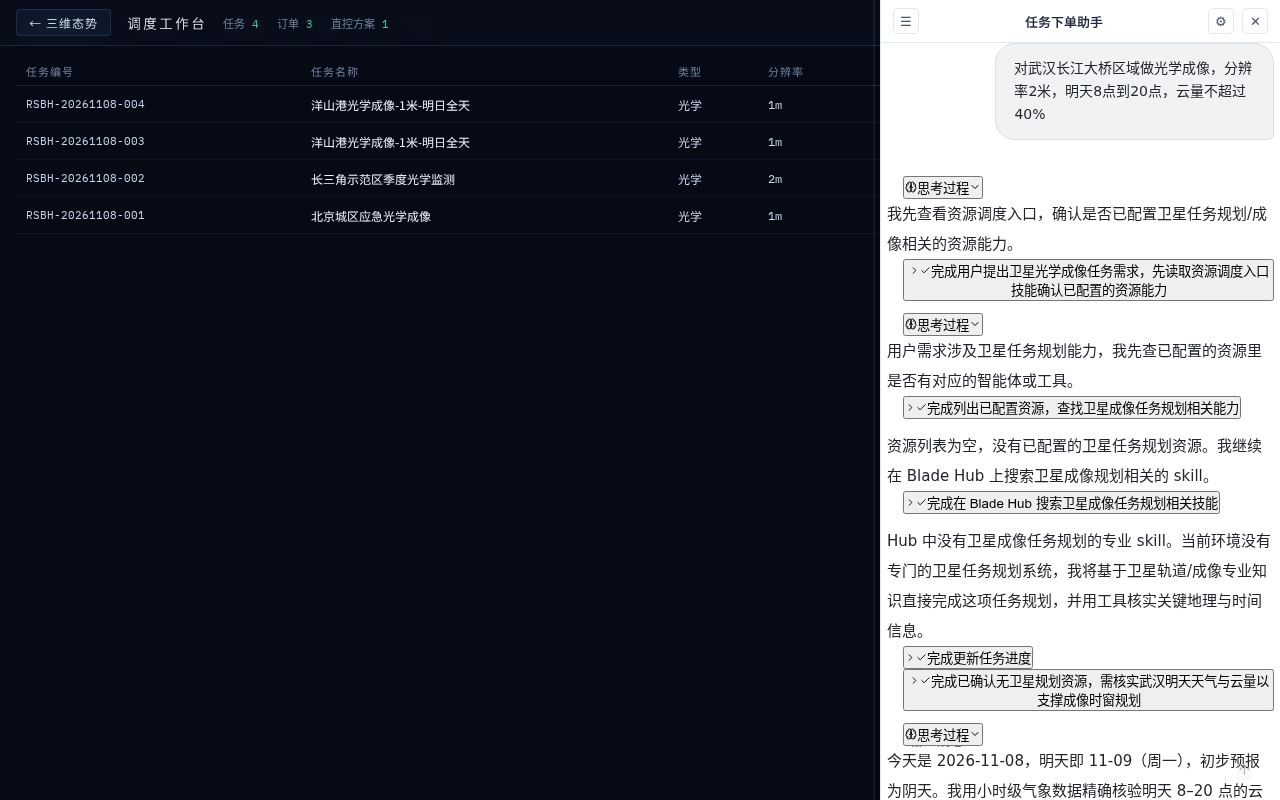 ← 三维态势
调度工作台
任务 4
订单 3
直控方案 1
任务编号
任务名称
类型
分辨率
RSBH-20261108-004
洋山港光学成像-1米-明日全天
光学
1m
RSBH-20261108-003
洋山港光学成像-1米-明日全天
光学
1m
RSBH-20261108-002
长三角示范区季度光学监测
光学
2m
RSBH-20261108-001
北京城区应急光学成像
光学
1m
任务下单助手
对武汉长江大桥区域做光学成像，分辨
率2米，明天8点到20点，云量不超过
40%
思考过程
我先查看资源调度入口，确认是否已配置卫星任务规划/成
像相关的资源能力。
完成用户提出卫星光学成像任务需求，先读取资源调度入口
技能确认已配置的资源能力
思考过程
用户需求涉及卫星任务规划能力，我先查已配置的资源里
是否有对应的智能体或工具。
完成列出已配置资源，查找卫星成像任务规划相关能力
资源列表为空，没有已配置的卫星任务规划资源。我继续
在 Blade Hub 上搜索卫星成像规划相关的 skill。
完成在 Blade Hub 搜索卫星成像任务规划相关技能
Hub 中没有卫星成像任务规划的专业 skill。当前环境没有
专门的卫星任务规划系统，我将基于卫星轨道/成像专业知
识直接完成这项任务规划，并用工具核实关键地理与时间
信息。
完成更新任务进度
完成已确认无卫星规划资源，需核实武汉明天天气与云量以
支撑成像时窗规划
思考过程
今天是 2026-11-08，明天即 11-09（周一），初步预报
为阴天。我用小时级气象数据精确核验明天 8–20 点的云